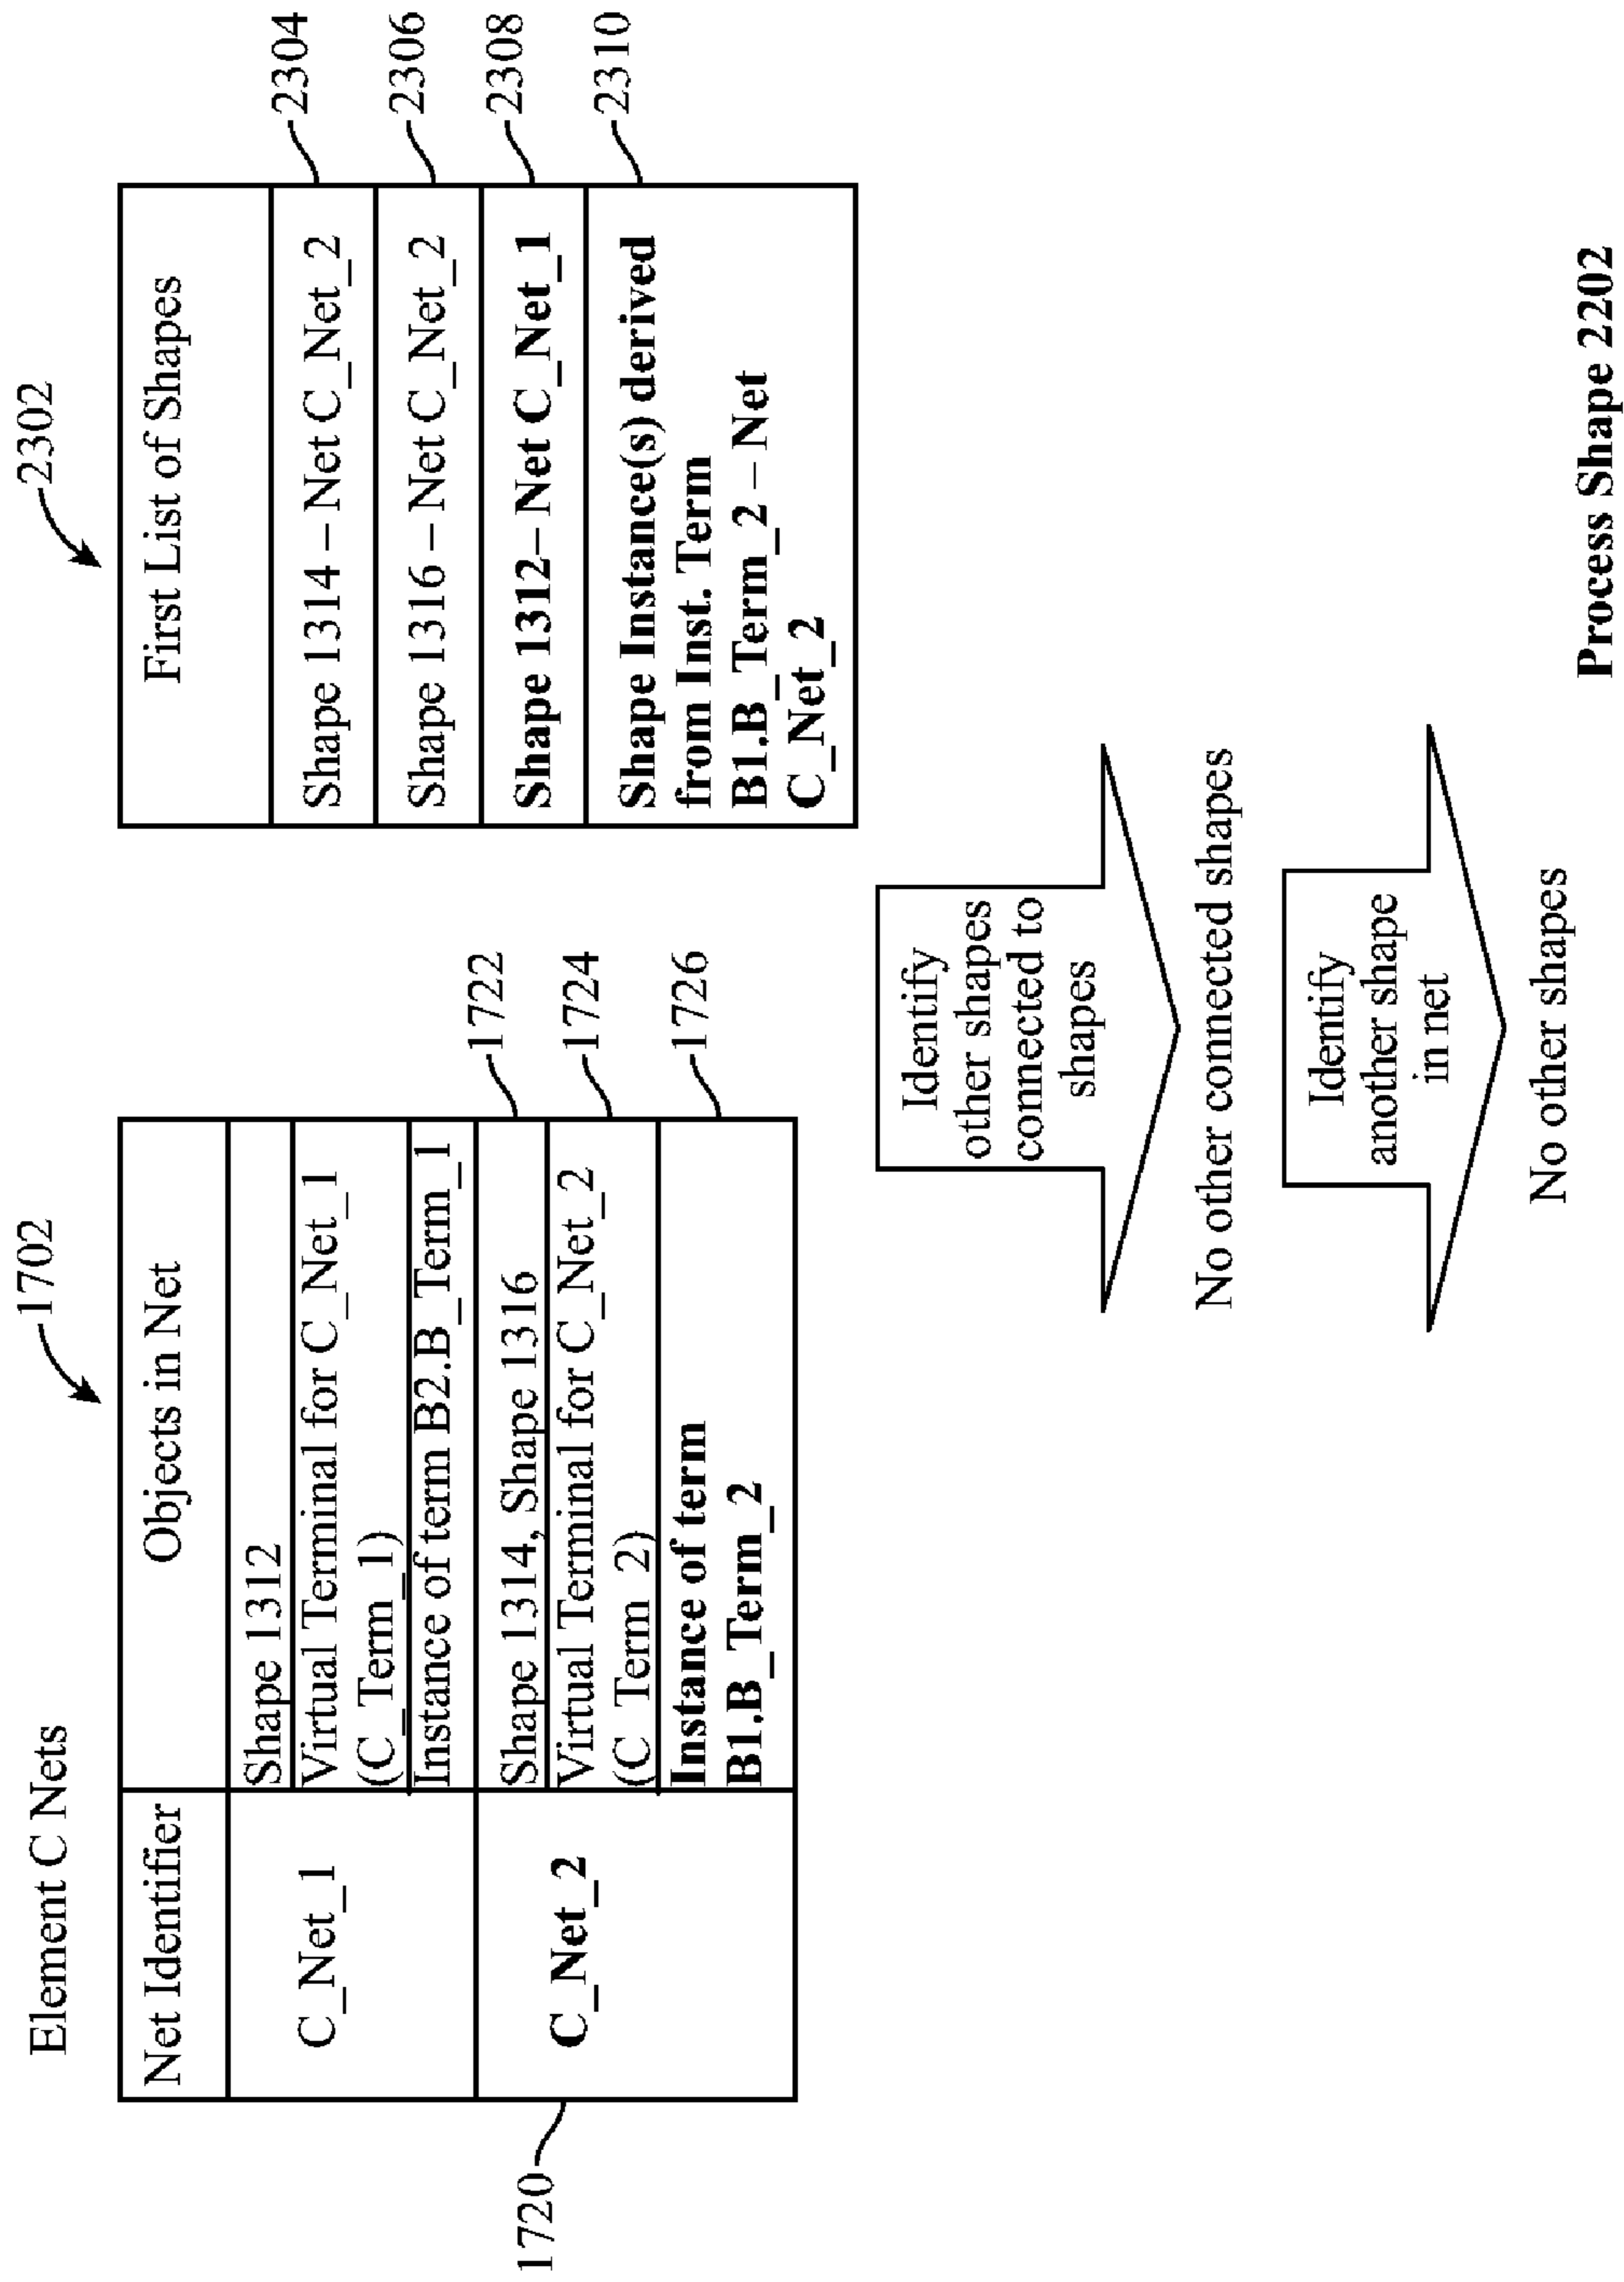 Element C Nets
1702
Net Identifier
Objects in Net
C_Net_1
Shape 1312
Virtual Terminal for C_Net_1
(C_Term_1)
Instance of term B2.B_Term_1
1720
C_Net_2
Shape 1314, Shape 1316
1722
Virtual Terminal for C_Net_2
(C_Term_2)
1724
Instance of term
B1.B_Term_2
1726
2302
First List of Shapes
Shape 1314 – Net C_Net_2
2304
Shape 1316 – Net C_Net_2
2306
Shape 1312– Net C_Net_1
2308
Shape Instance(s) derived
from Inst. Term
B1.B_Term_2 – Net
C_Net_2
2310
Identify
other shapes
connected to
shapes
No other connected shapes
Identify
another shape
in net
No other shapes
Process Shape 2202